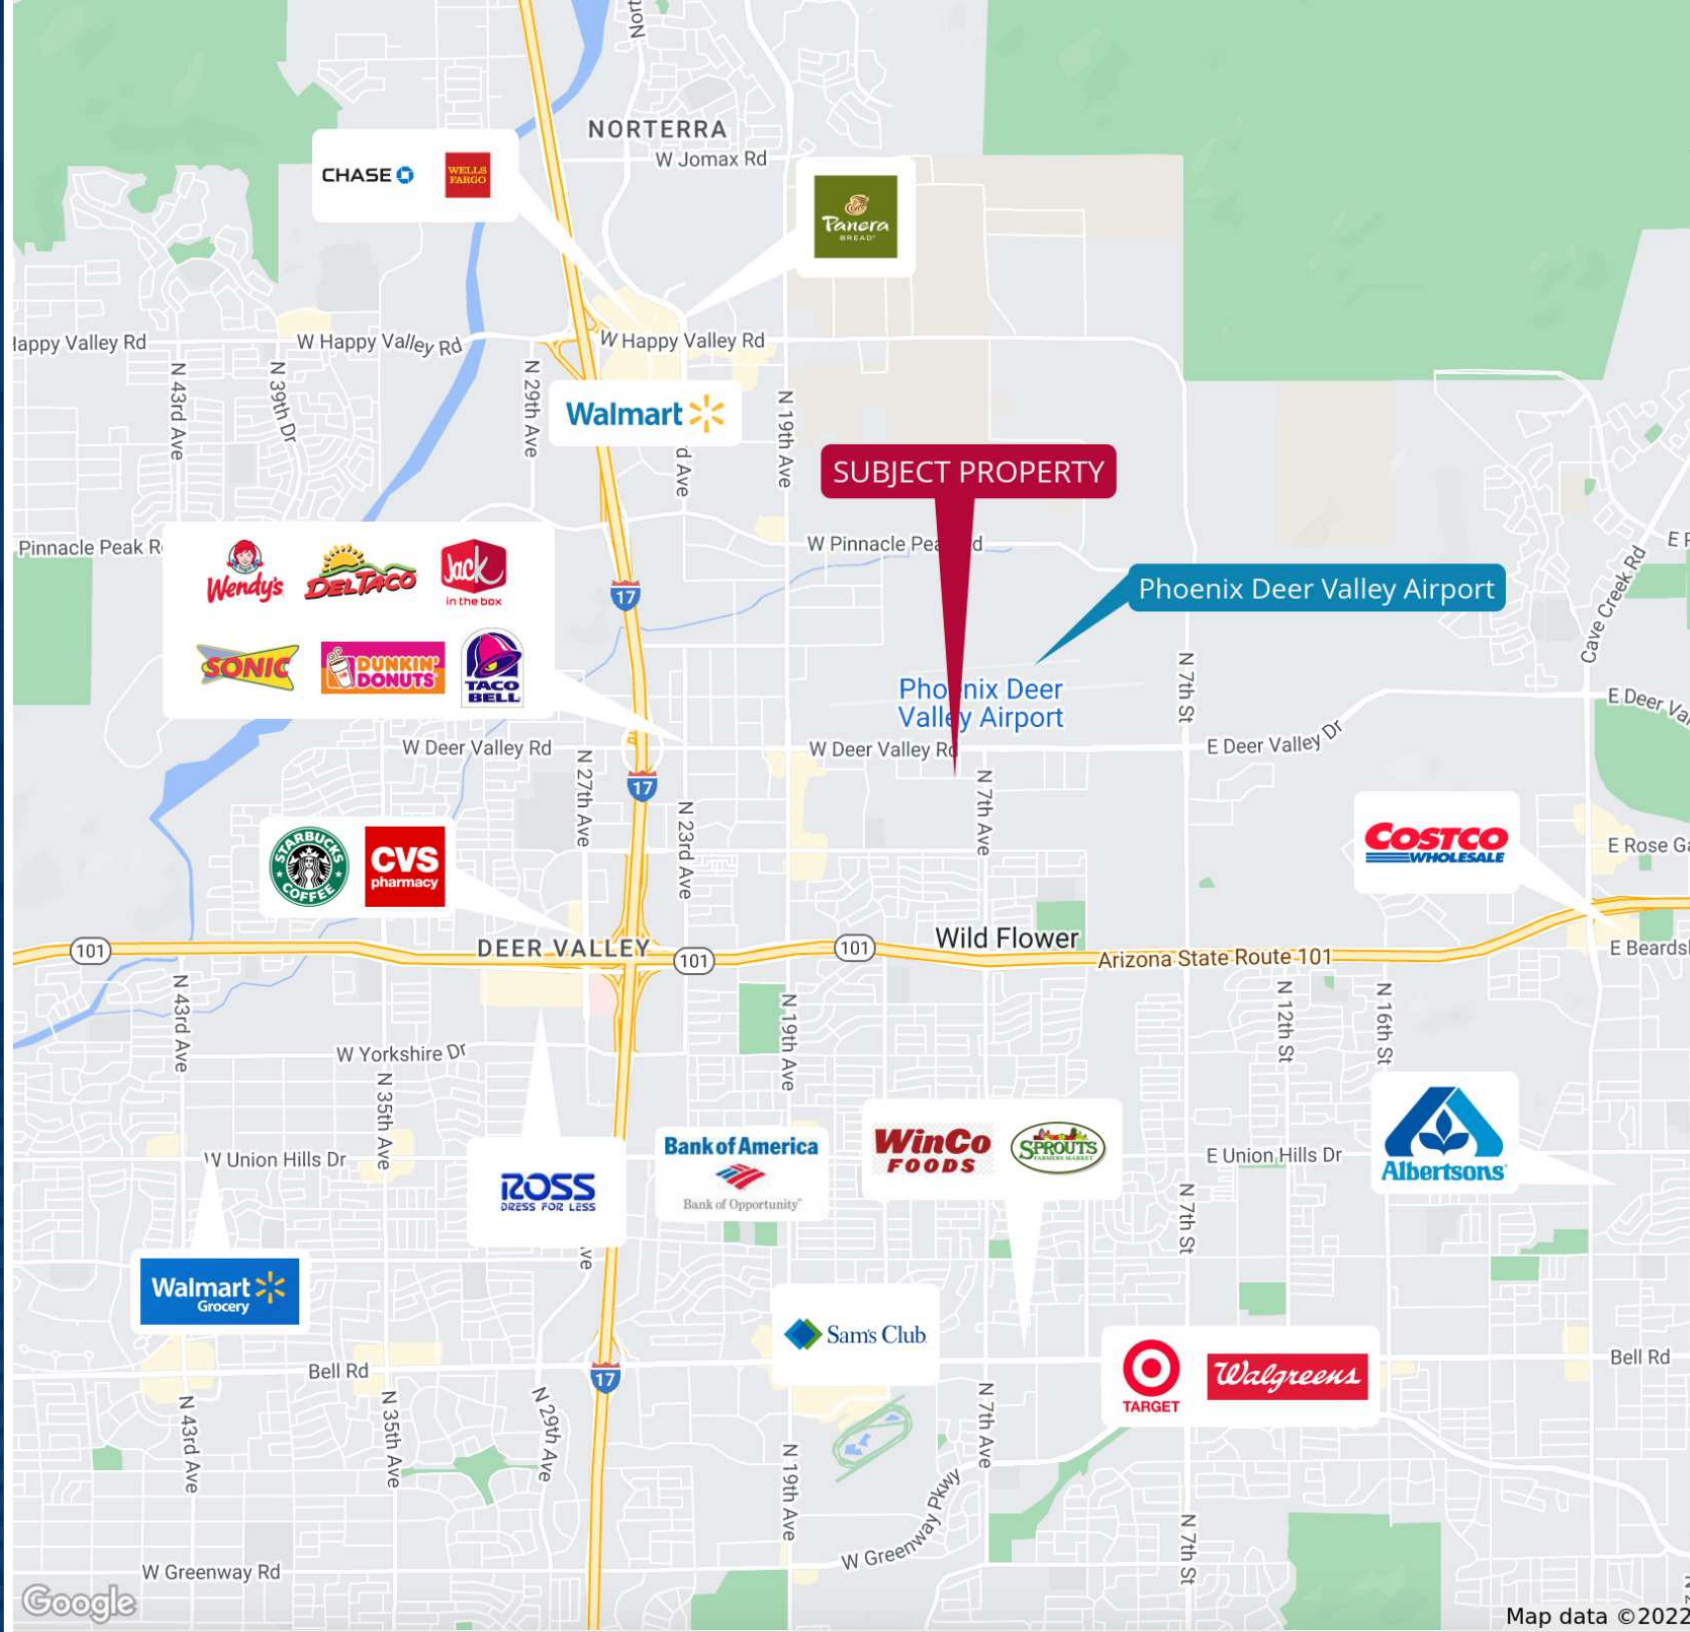 Nort
NORTERRA
W Jomax Rd
CHASE
WELLS
FARGO
Panera
BREAD
Happy Valley Rd
W Happy Valley Rd
W Happy Valley Rd
N 43rd Ave
N 39th Dr
N 29th Ave
Walmart
N 19th Ave
d Ave
SUBJECT PROPERTY
Pinnacle Peak R
W Pinnacle Pea
d
E P
Wendy's
DEL TACO
Jack
in the box
17
Phoenix Deer Valley Airport
Cave Creek Rd
SONIC
DUNKIN'
DONUTS
TACO
BELL
Phoenix Deer
Valley Airport
N 7th St
E Deer Va
W Deer Valley Rd
W Deer Valley Rd
E Deer Valley Dr
N 27th Ave
17
N 23rd Ave
N 7th Ave
STARBUCKS
COFFEE
CVS
pharmacy
COSTCO
WHOLESALE
E Rose Ga
101
DEER VALLEY
101
101
Wild Flower
Arizona State Route 101
E Beardsl
N 43rd Ave
N 19th Ave
N 12th St
N 16th St
W Yorkshire Dr
N 35th Ave
W Union Hills Dr
ROSS
DRESS FOR LESS
Bank of America
Bank of Opportunity
WinCo
FOODS
SPROUTS
FARMERS MARKET
E Union Hills Dr
Albertsons
N 7th St
ve
Walmart
Grocery
Sam's Club
Bell Rd
17
TARGET
Walgreens
Bell Rd
N 43rd Ave
N 35th Ave
N 29th Ave
N 19th Ave
N 7th Ave
W Greenway Pkwy
N 7th St
W Greenway Rd
Google
Map data ©2022